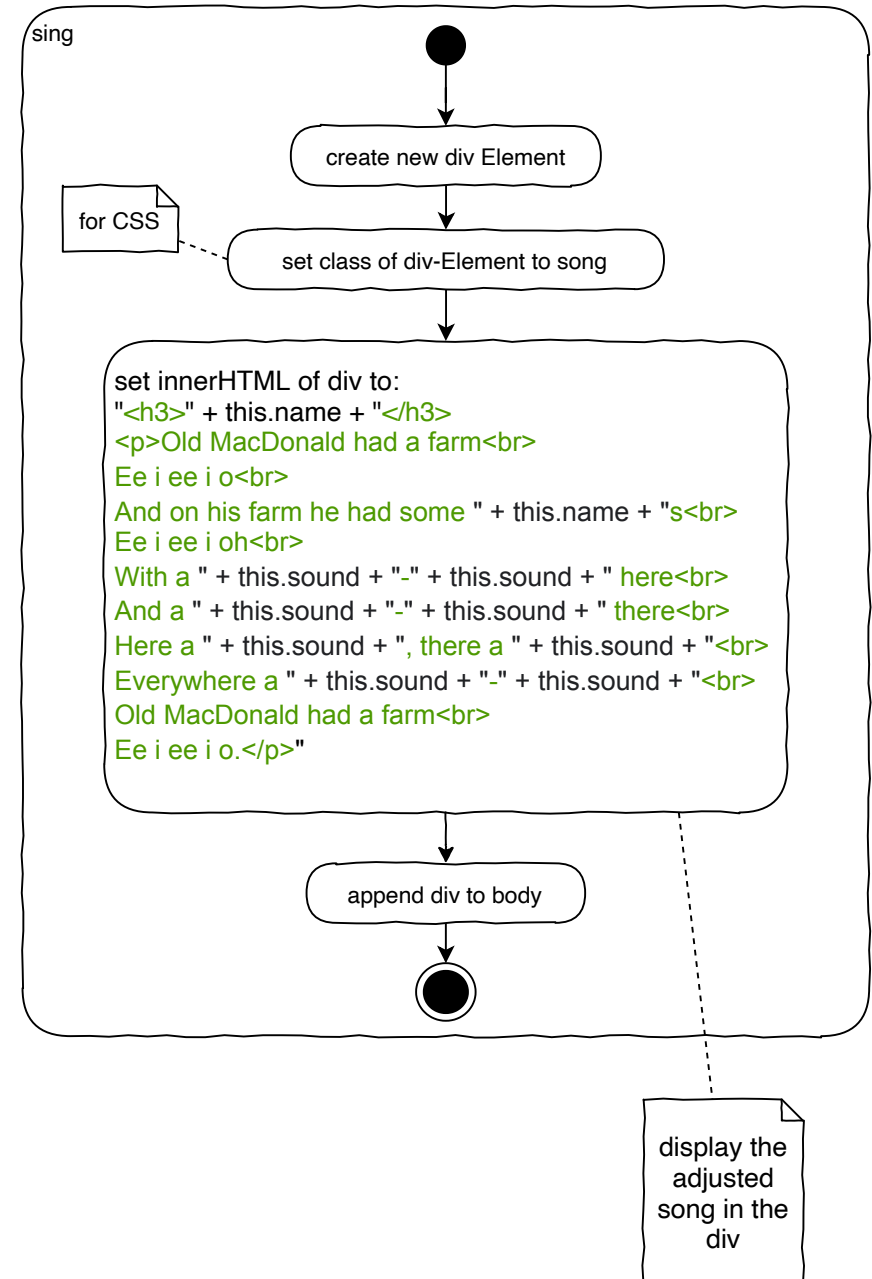 sing
create new div Element
for CSS
set class of div-Element to song
set innerHTML of div to:
"<h3>" + this.name + "</h3>
<p>Old MacDonald had a farm<br>
Ee i ee i o<br>
And on his farm he had some " + this.name + "s<br>
Ee i ee i oh<br>
With a " + this.sound + "-" + this.sound + " here<br>
And a " + this.sound + "-" + this.sound + " there<br>
Here a " + this.sound + ", there a " + this.sound + "<br>
Everywhere a " + this.sound + "-" + this.sound + "<br>
Old MacDonald had a farm<br>
Ee i ee i o.</p>"
append div to body
display the
adjusted
song in the
div